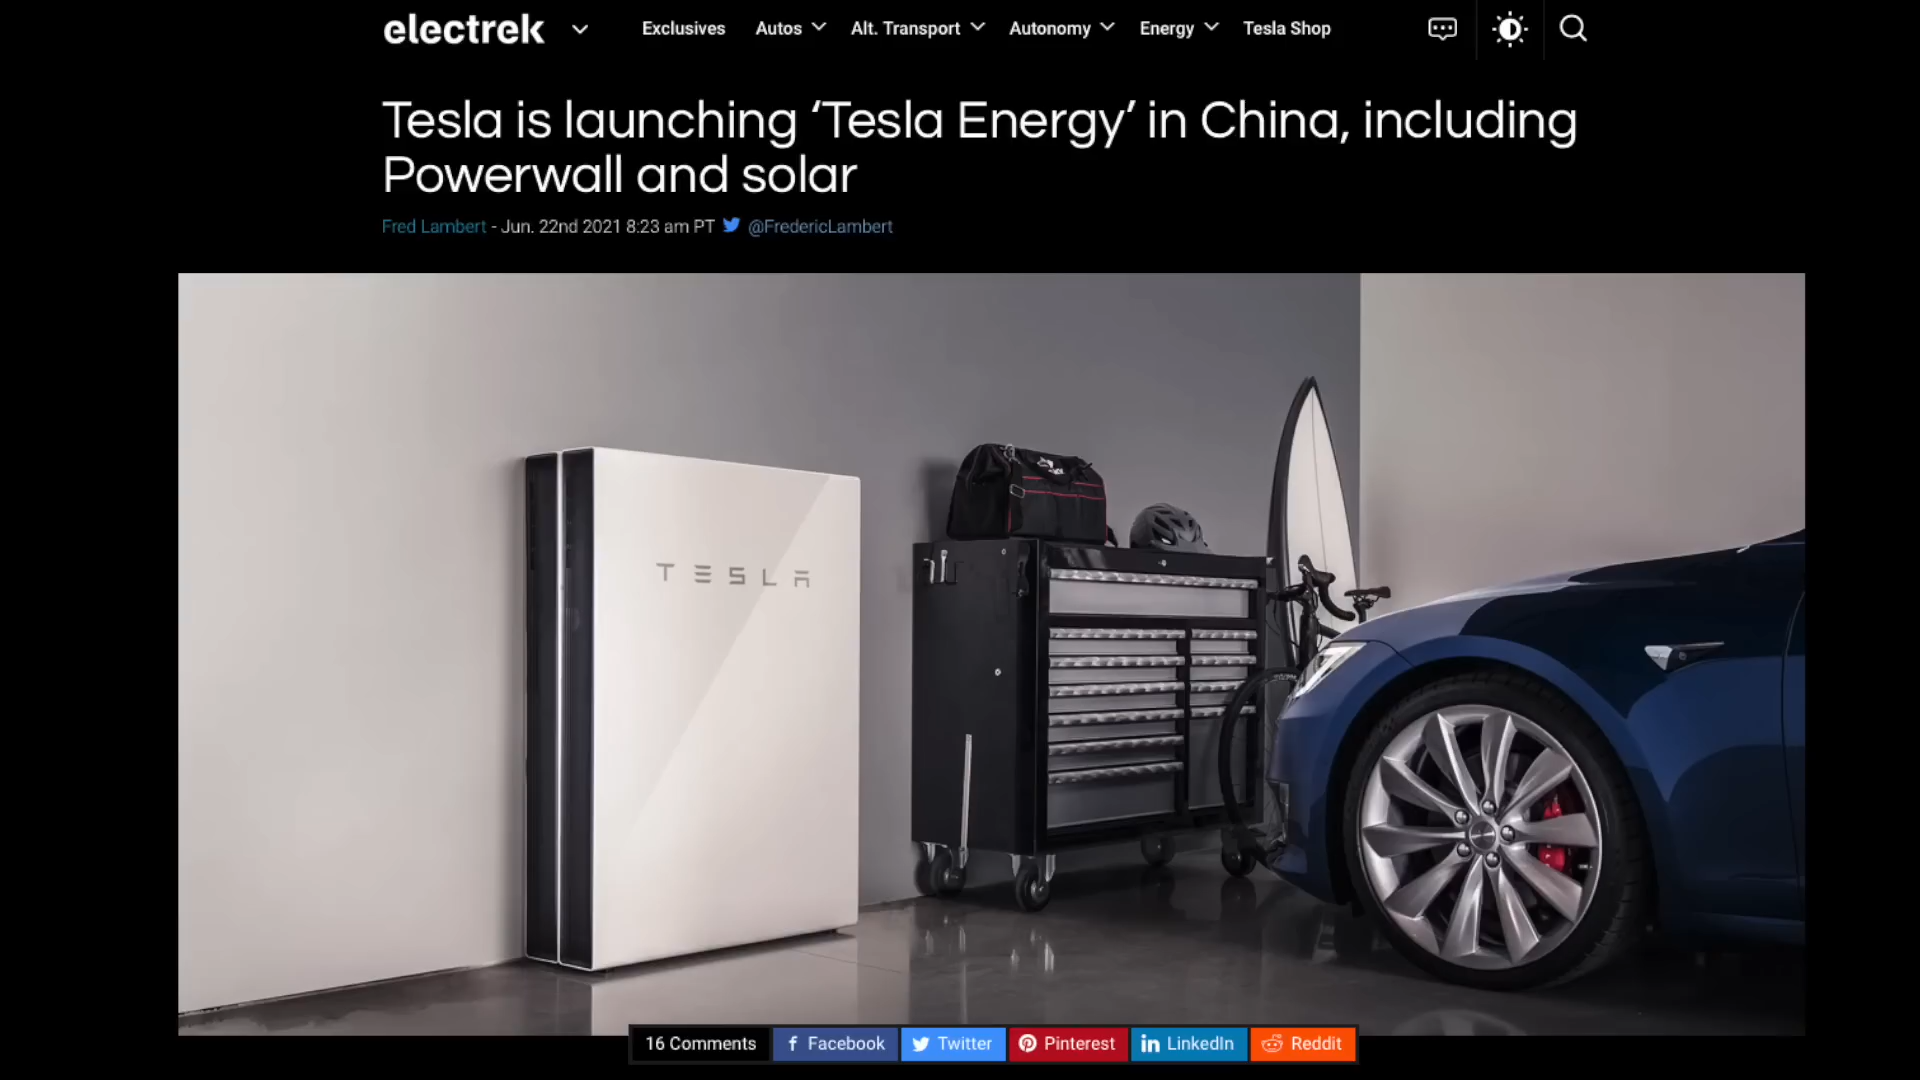 electrek
Exclusives Autos Alt. Transport Autonomy Energy Tesla Shop
Tesla is launching ‘Tesla Energy’ in China, including
Powerwall and solar
Fred Lambert - Jun. 22nd 2021 8:23 am PT @FredericLambert
TESLA
16 Comments Facebook Twitter Pinterest LinkedIn Reddit